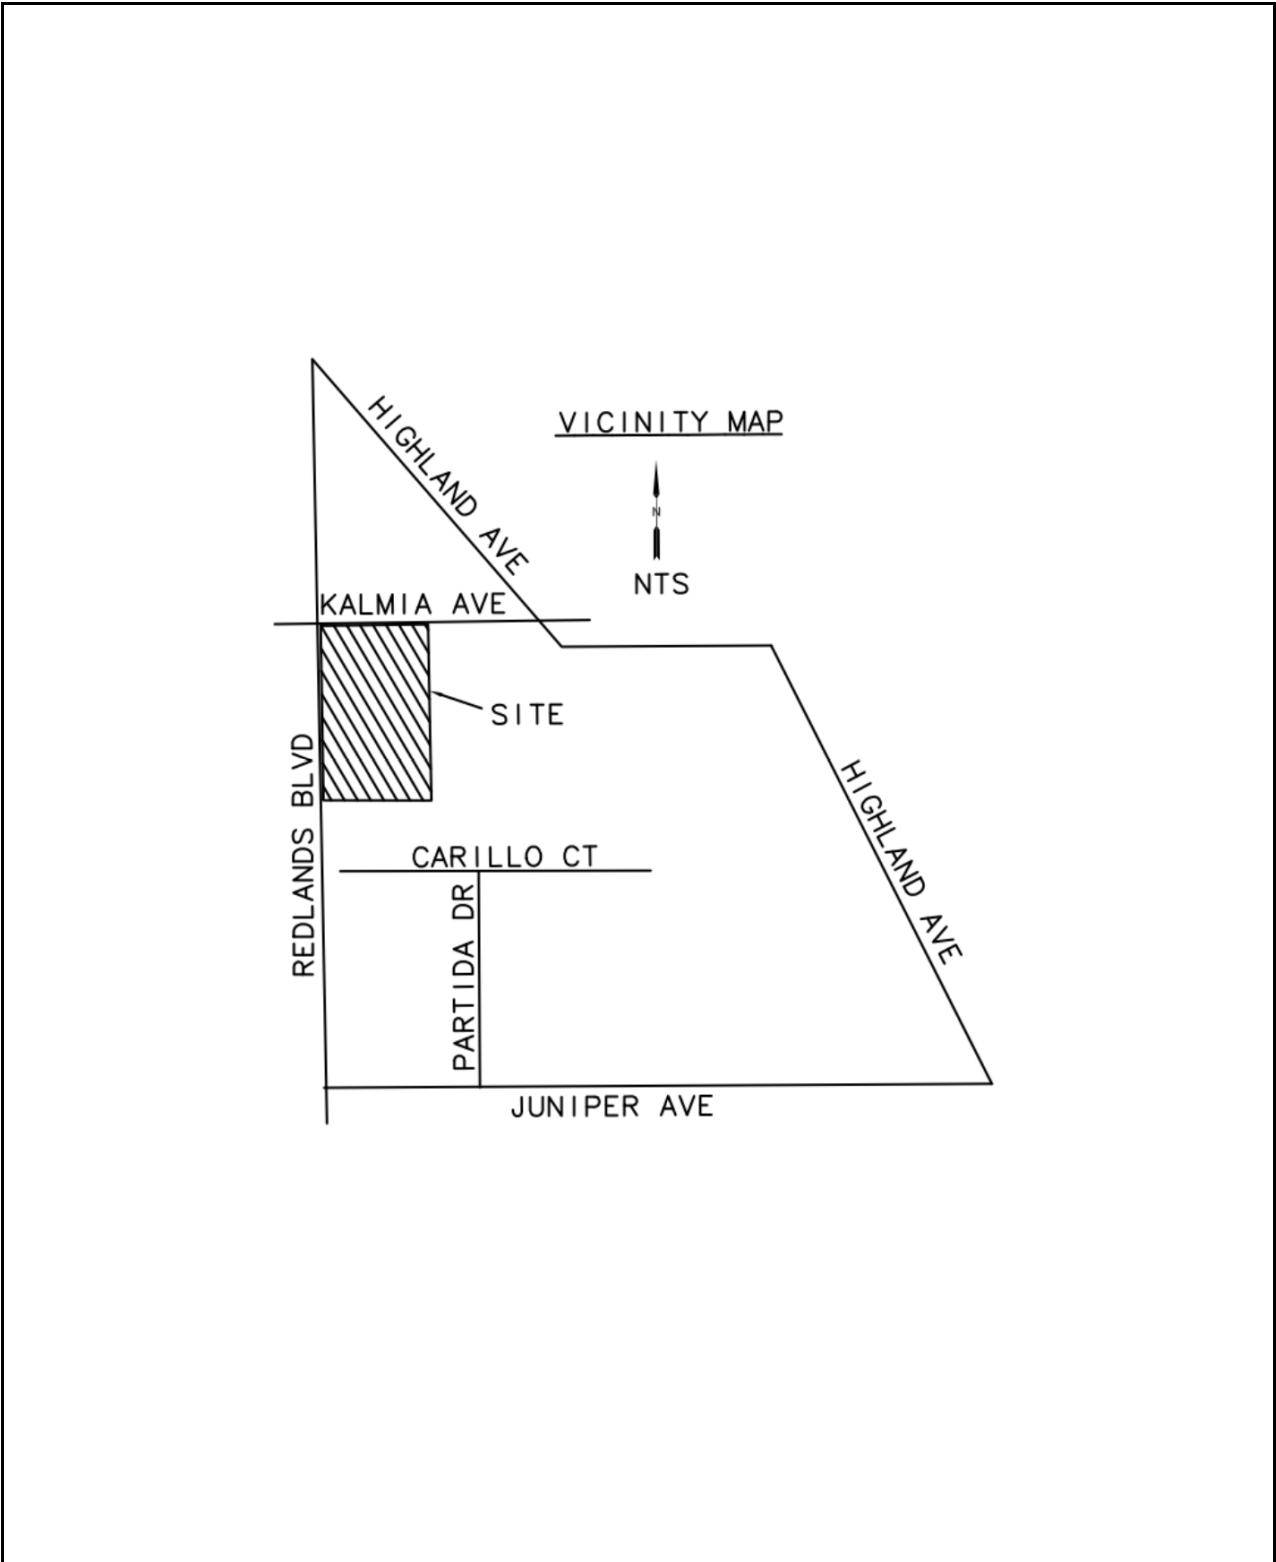 HIGHLAND AVE
VICINITY MAP
N
NTS
KALMIA AVE
SITE
REDLANDS BLVD
HIGHLAND AVE
CARILLO CT
PARTIDA DR
JUNIPER AVE